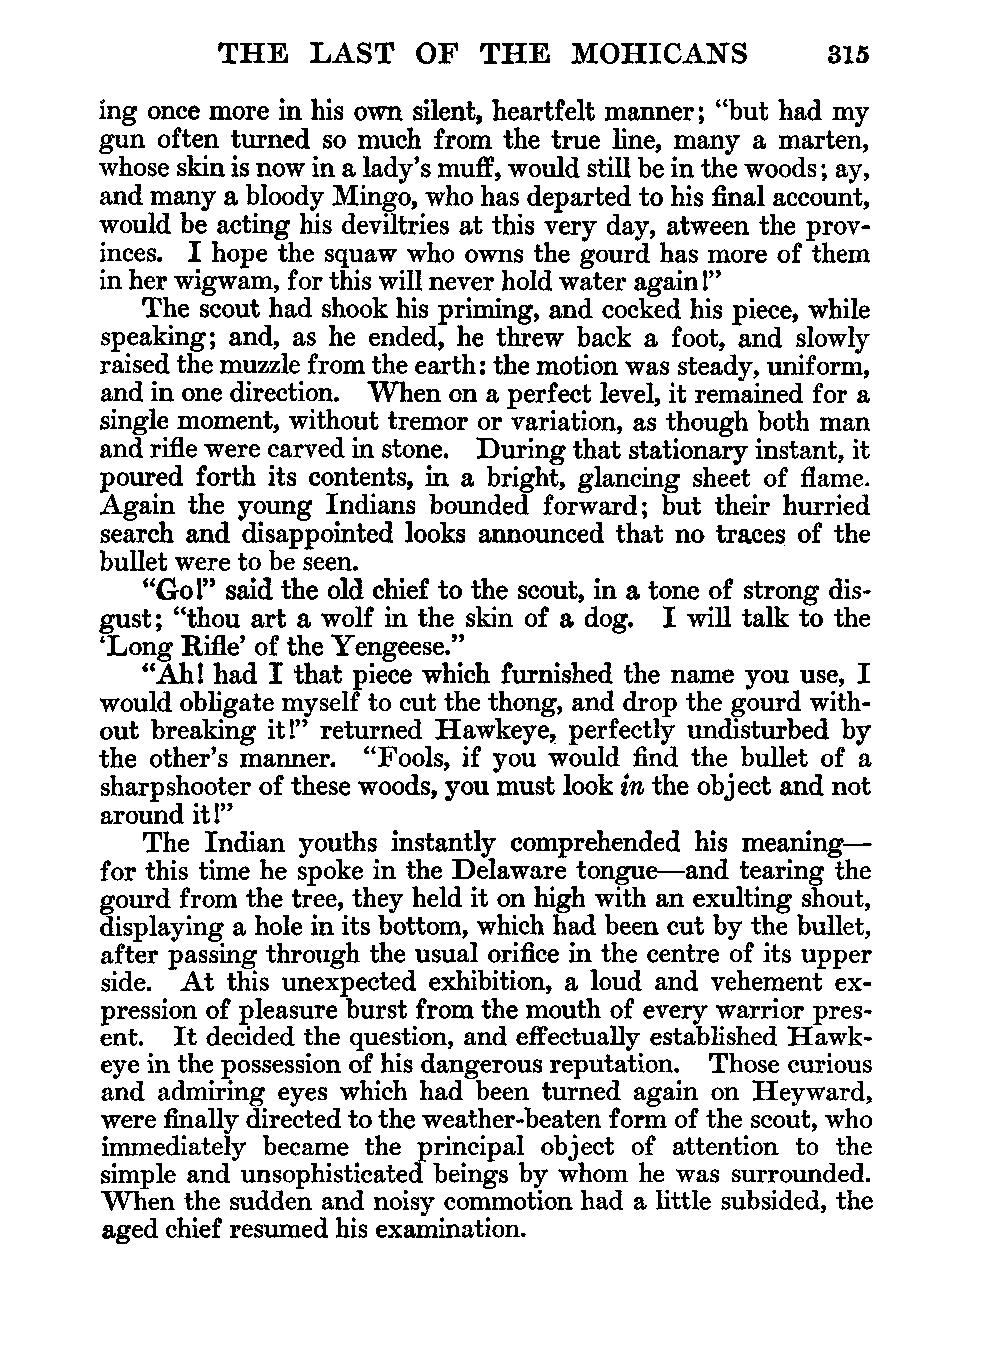 THE LAST OF THE MOHICANS 315
ing once more in his own silent, heartfelt manner; “but had my
gun often turned so much from the true line, many a marten,
whose skin is now in a lady’s muff, would still be in the woods; ay,
and many a bloody Mingo, who has departed to his final account,
would be acting his deviltries at this very day, atween the prov-
inces. I hope the squaw who owns the gourd has more of them
in her wigwam, for this will never hold water again!”
The scout had shook his priming, and cocked his piece, while
speaking; and, as he ended, he threw back a foot, and slowly
raised the muzzle from the earth: the motion was steady, uniform,
and in one direction. When on a perfect level, it remained for a
single moment, without tremor or variation, as though both man
and rifle were carved in stone. During that stationary instant, it
poured forth its contents, in a bright, glancing sheet of flame.
Again the young Indians bounded forward; but their hurried
search and disappointed looks announced that no traces of the
bullet were to be seen.
“Go!” said the old chief to the scout, in a tone of strong dis-
gust; “thou art a wolf in the skin of a dog. I will talk to the
‘Long Rifle’ of the Yengeese.”
“Ah! had I that piece which furnished the name you use, I
would obligate myself to cut the thong, and drop the gourd with-
out breaking it!” returned Hawkeye, perfectly undisturbed by
the other’s manner. “Fools, if you would find the bullet of a
sharpshooter of these woods, you must look in the object and not
around it!”
The Indian youths instantly comprehended his meaning—
for this time he spoke in the Delaware tongue—and tearing the
gourd from the tree, they held it on high with an exulting shout,
displaying a hole in its bottom, which had been cut by the bullet,
after passing through the usual orifice in the centre of its upper
side. At this unexpected exhibition, a loud and vehement ex-
pression of pleasure burst from the mouth of every warrior pres-
ent. It decided the question, and effectually established Hawk-
eye in the possession of his dangerous reputation. Those curious
and admiring eyes which had been turned again on Heyward,
were finally directed to the weather-beaten form of the scout, who
immediately became the principal object of attention to the
simple and unsophisticated beings by whom he was surrounded.
When the sudden and noisy commotion had a little subsided, the
aged chief resumed his examination.